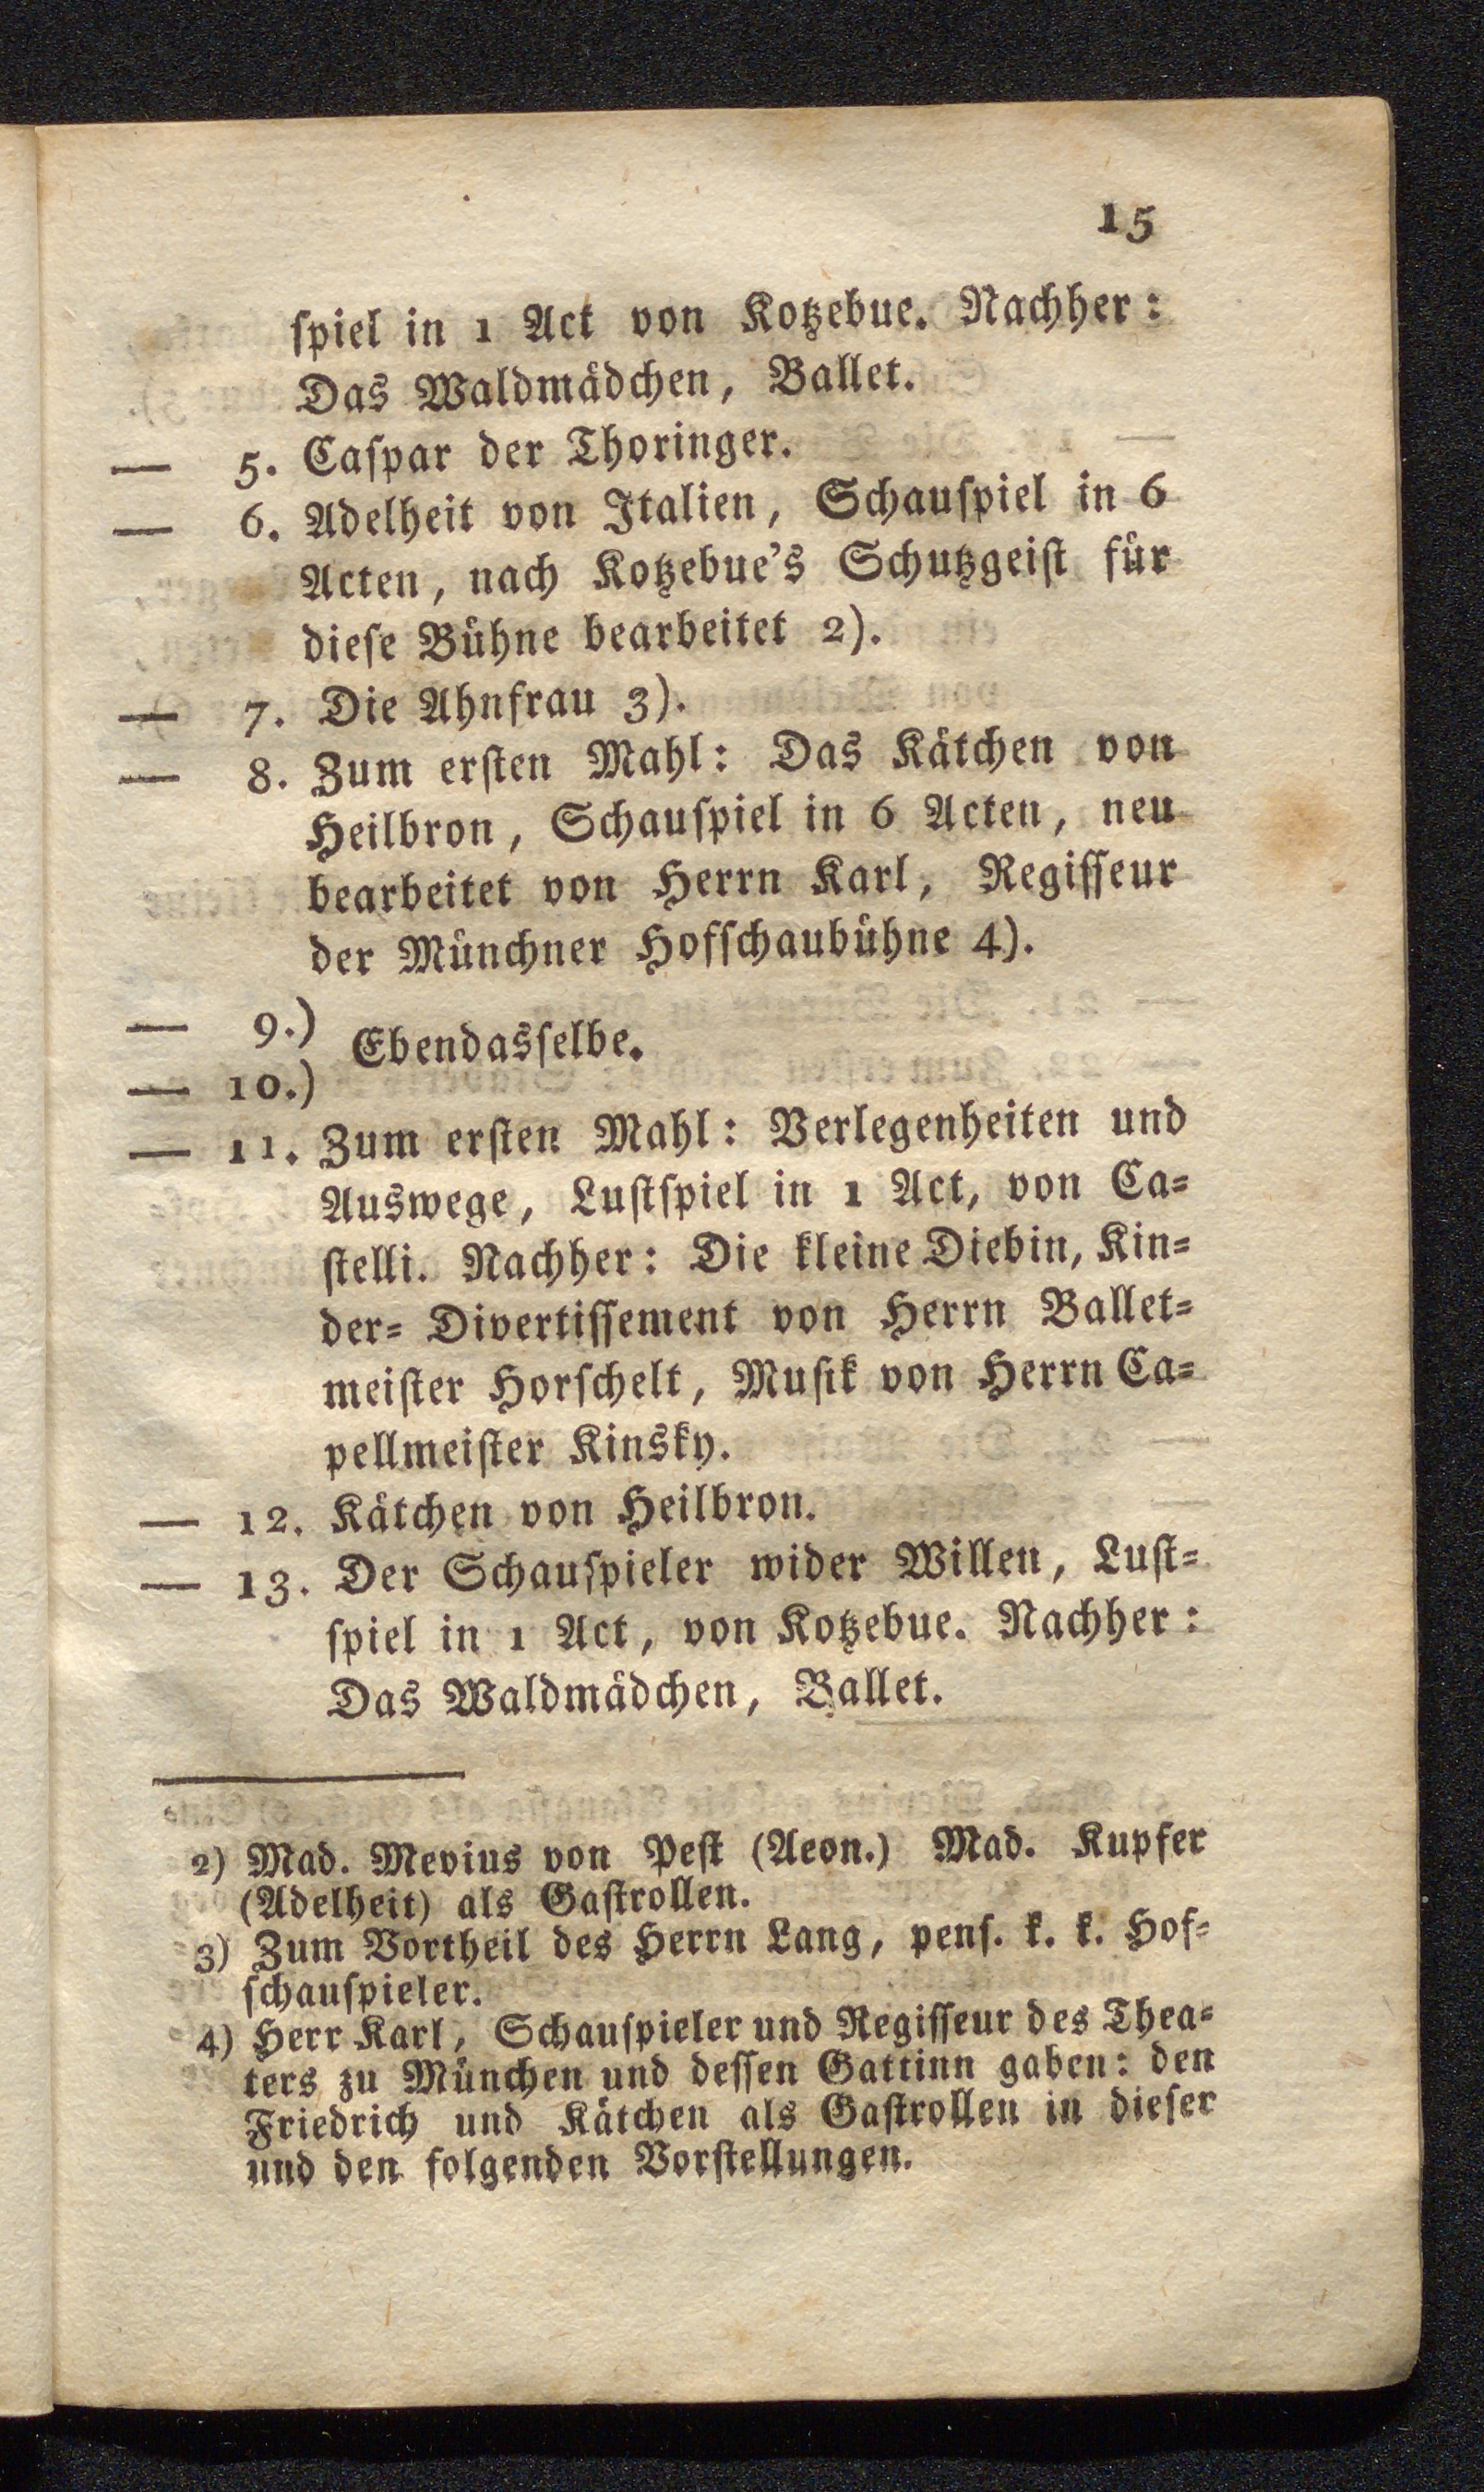 15
ſpiel in 1 Act von Kotzebue. Nachher:
Das Waldmädchen, Ballet.
— 5. Caſpar der Thoringer.
— 6. Adelheit von Italien, Schauſpiel in 6
Acten, nach Kotzebue's Schutzgeiſt für
dieſe Bühne bearbeitet 2).
— 7. Die Ahnfrau 3).
— 8. Zum erſten Mahl: Das Kätchen von
Heilbron, Schauſpiel in 6 Acten, neu
bearbeitet von Herrn Karl, Regiſſeur
der Münchner Hofſchaubühne 4).
— 9.)
Ebendasſelbe.
— 10.)
— 11. Zum erſten Mahl: Verlegenheiten und
Auswege, Luſtſpiel in 1 Act, von Ca=
ſtelli. Nachher: Die kleine Diebin, Kin=
der= Divertiſſement von Herrn Ballet=
meiſter Horſchelt, Muſik von Herrn Ca=
pellmeiſter Kinsky.
— 12. Kätchen von Heilbron.
— 13. Der Schauſpieler wider Willen, Luſt=
ſpiel in 1 Act, von Kotzebue. Nachher:
Das Waldmädchen, Ballet.
2) Mad. Mevius von Peſt (Aeon.) Mad. Kupfer
(Adelheit) als Gaſtrollen.
3) Zum Vortheil des Herrn Lang, penſ. k. k. Hof=
ſchauſpieler.
4) Herr Karl, Schauſpieler und Regiſſeur des Thea=
ters zu München und deſſen Gattinn gaben: den
Friedrich und Kätchen als Gaſtrollen in dieſer
und den folgenden Vorſtellungen.